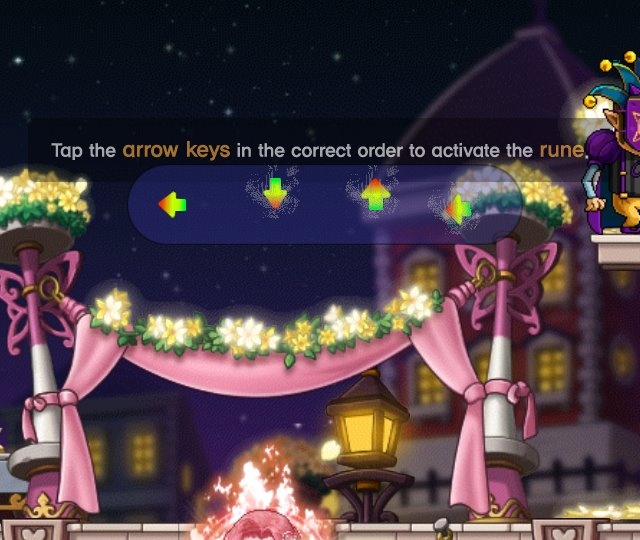 Tap the arrow keys in the correct order to activate the rune.